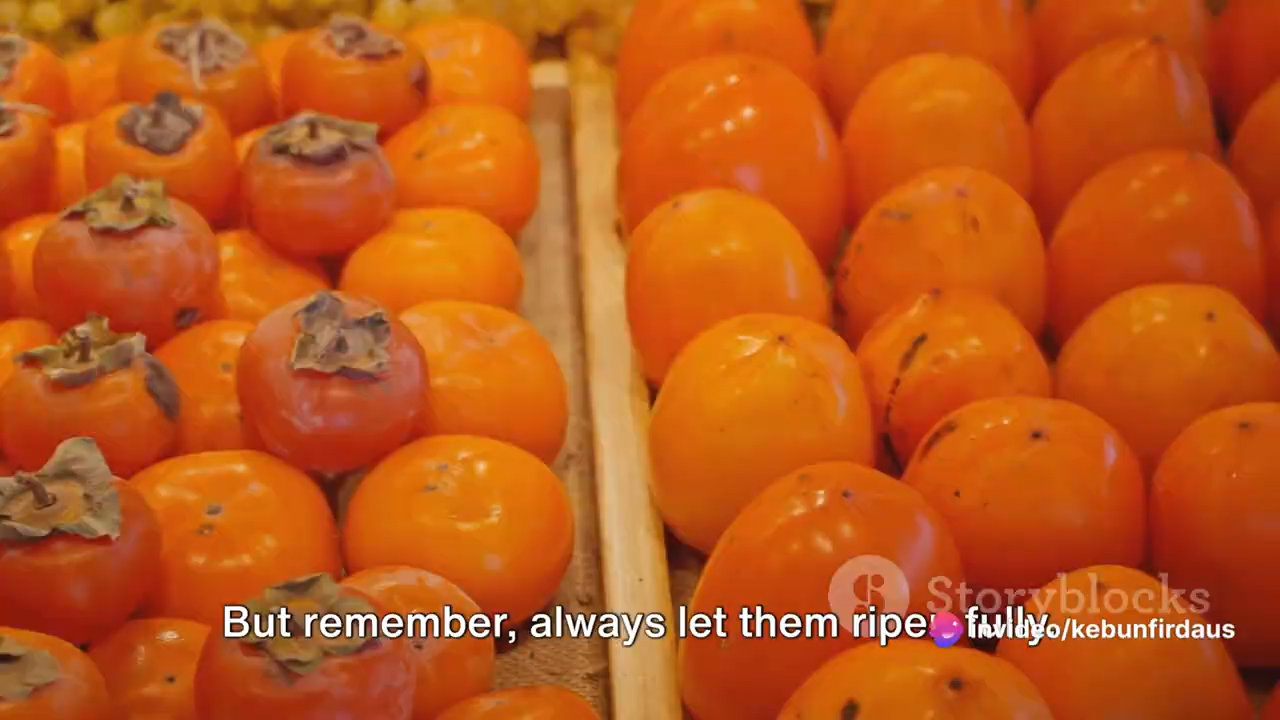 Storyblocks
But remember, always let them ripen fully.
invideo/kebunfirdaus